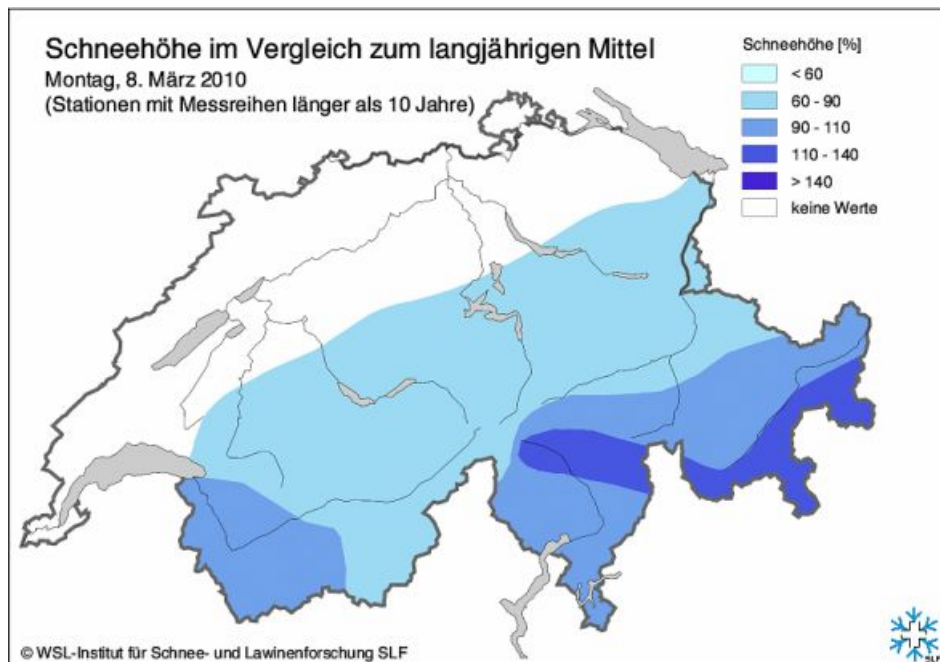 Schneehöhe im Vergleich zum langjährigen Mittel
Montag, 8. März 2010
(Stationen mit Messreihen länger als 10 Jahre)
Schneehöhe [%]
< 60
60 - 90
90 - 110
110 - 140
> 140
keine Werte
© WSL-Institut für Schnee- und Lawinenforschung SLF
SLF